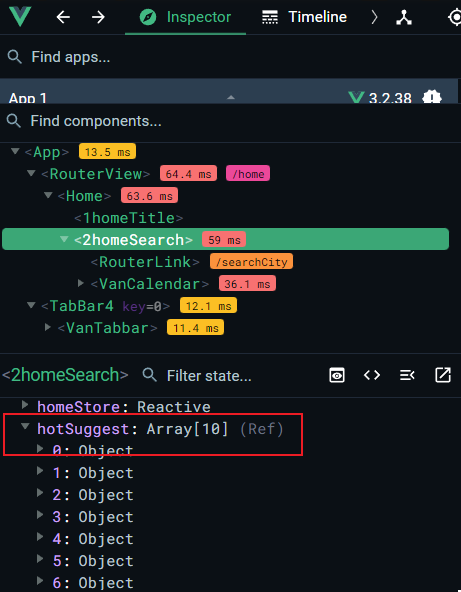 Inspector Timeline
Find apps...
App 1 3.2.38
Find components...
<App> 13.5 ms
<RouterView> 64.4 ms /home
<Home> 63.6 ms
<1homeTitle>
<2homeSearch> 59 ms
<RouterLink> /searchCity
<VanCalendar> 36.1 ms
<TabBar4 key=0> 12.1 ms
<VanTabbar> 11.4 ms
<2homeSearch> Filter state...
homeStore: Reactive
hotSuggest: Array[10] (Ref)
0: Object
1: Object
2: Object
3: Object
4: Object
5: Object
6: Object